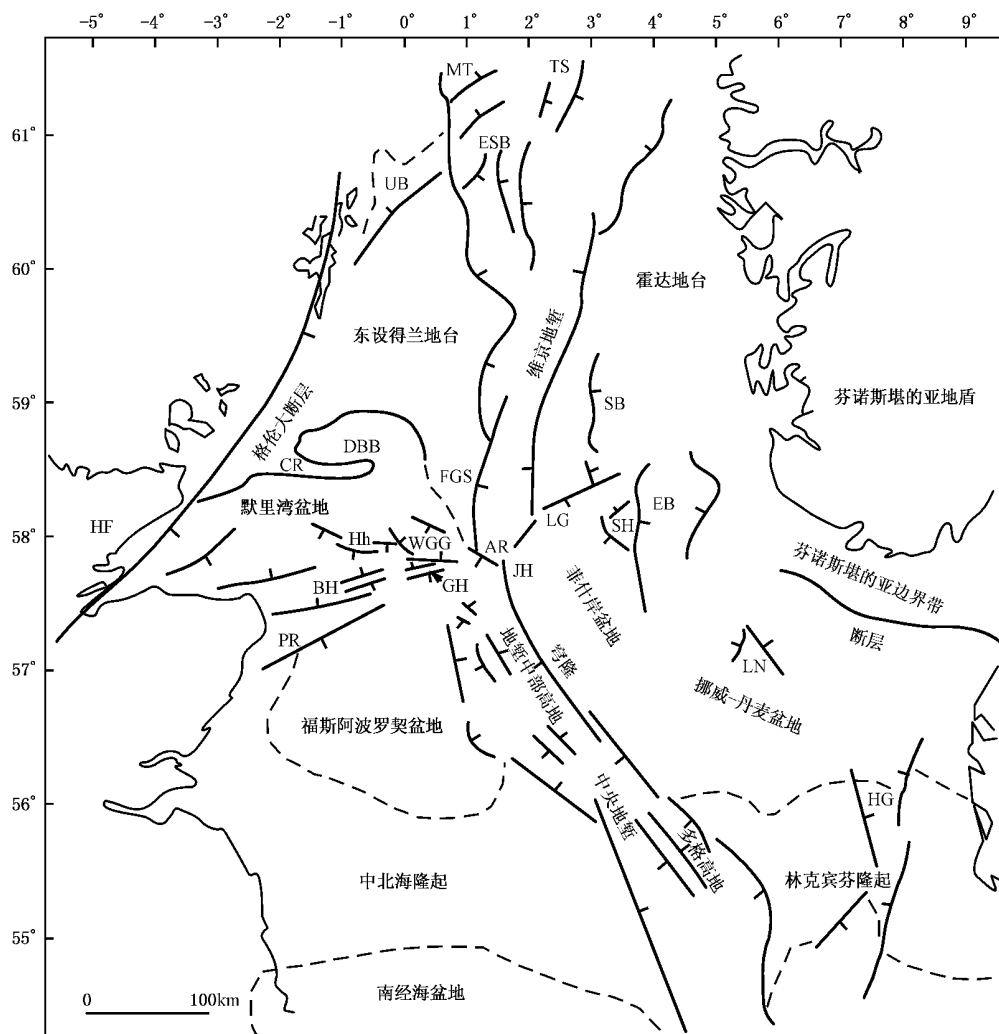 -5° -4° -3° -2° -1° 0° 1° 2° 3° 4° 5° 6° 7° 8° 9°
MT
TS
61°
ESB
UB
60°
霍达地台
东设得兰地台
维京地堑
59°
SB
芬诺斯堪的亚地盾
格伦大断层
DBB
CR
FGS
EB
默里湾盆地
LG
SH
HF
58°
Hh
WGG
AR
JH
BH
GH
菲什岸盆地
芬诺斯堪的亚边界带
断层
PR
57°
地堑中部高地
穹隆
LN
挪威-丹麦盆地
福斯阿波罗契盆地
56°
中央地堑
HG
多格高地
中北海隆起
林克宾芬隆起
55°
0 100km
南经海盆地